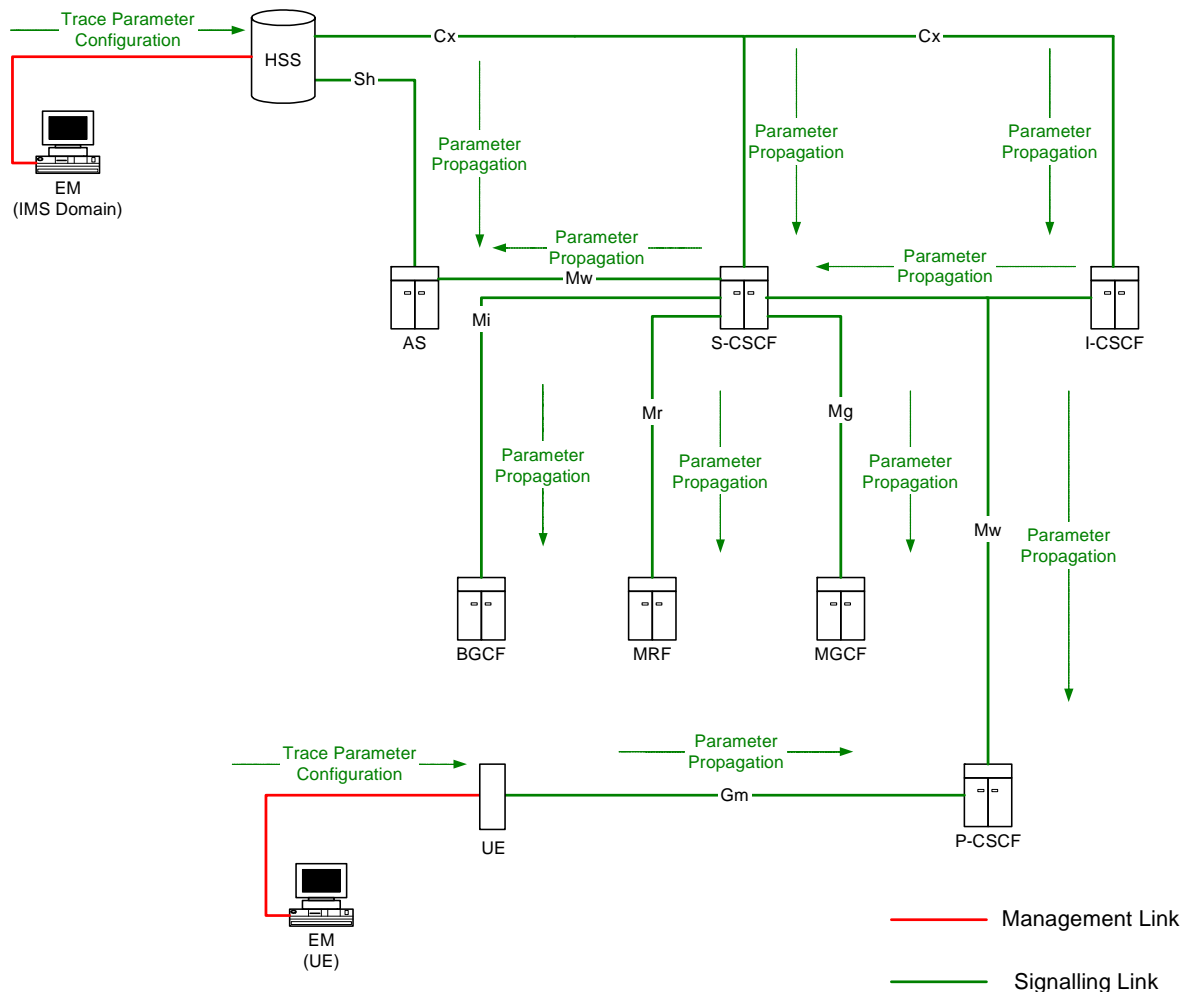 Trace Parameter
Configuration
HSS
Cx
Cx
Sh
Parameter
Propagation
Parameter
Propagation
Parameter
Propagation
EM
(IMS Domain)
Parameter
Propagation
Parameter
Propagation
Mw
AS
Mi
S-CSCF
I-CSCF
Mr
Mg
Parameter
Propagation
Parameter
Propagation
Parameter
Propagation
Mw
Parameter
Propagation
BGCF
MRF
MGCF
Trace Parameter
Configuration
Parameter
Propagation
Gm
UE
P-CSCF
EM
(UE)
Management Link
Signalling Link